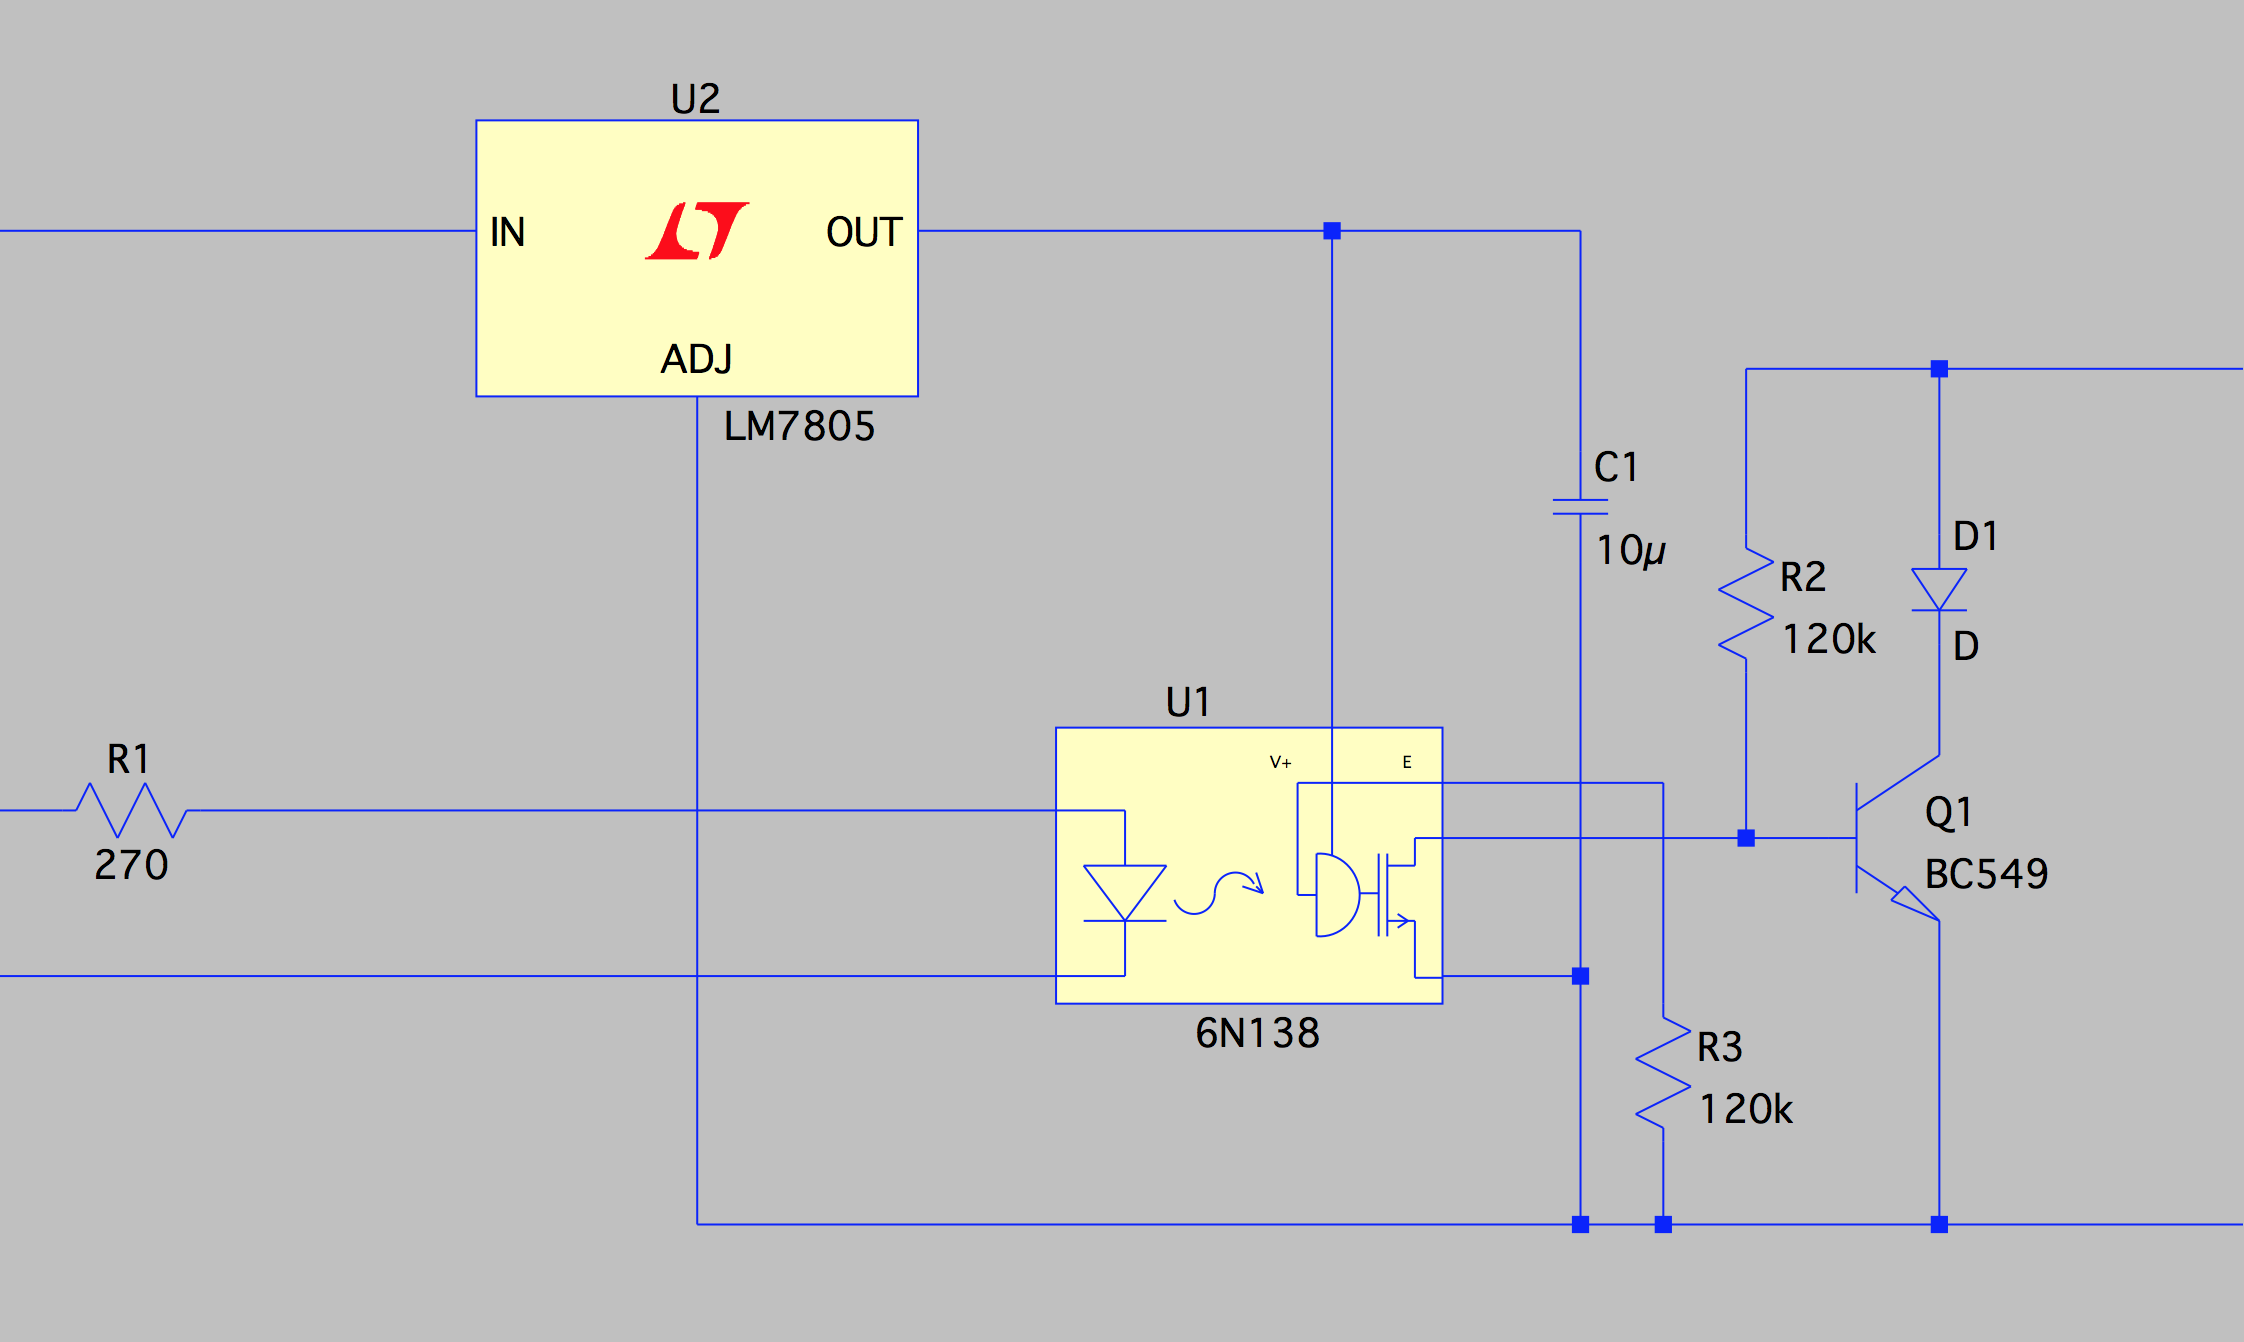 U2
IN
OUT
ADJ
LM7805
C1
10µ
D1
R2
120k
D
U1
R1
V+
E
270
Q1
BC549
6N138
R3
120k